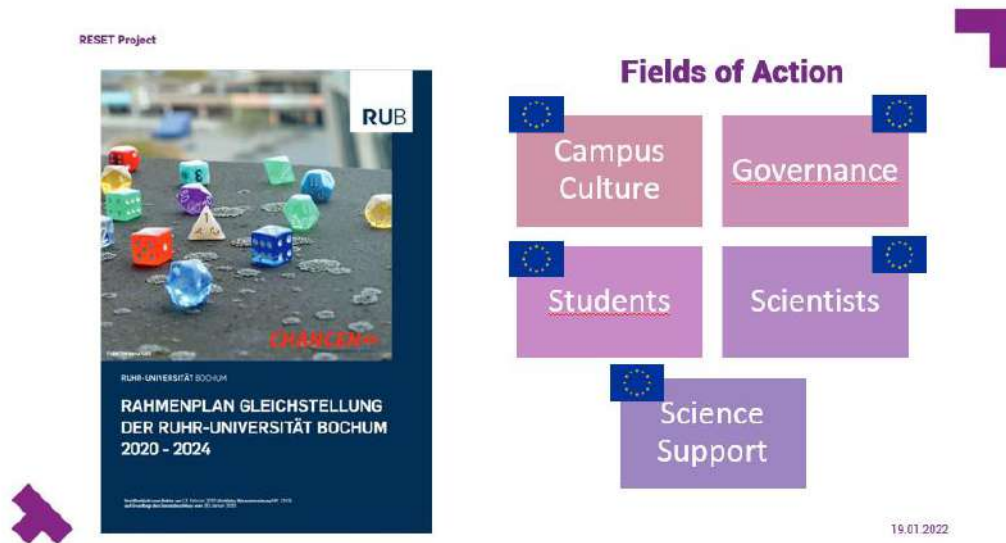 RESET Project
RUB
CHANCEN
RUHR-UNIVERSITÄT BOCHUM
RAHMENPLAN GLEICHSTELLUNG
DER RUHR-UNIVERSITÄT BOCHUM
2020 - 2024
Fields of Action
Campus
Culture
Governance
Students
Scientists
Science
Support
19.01.2022